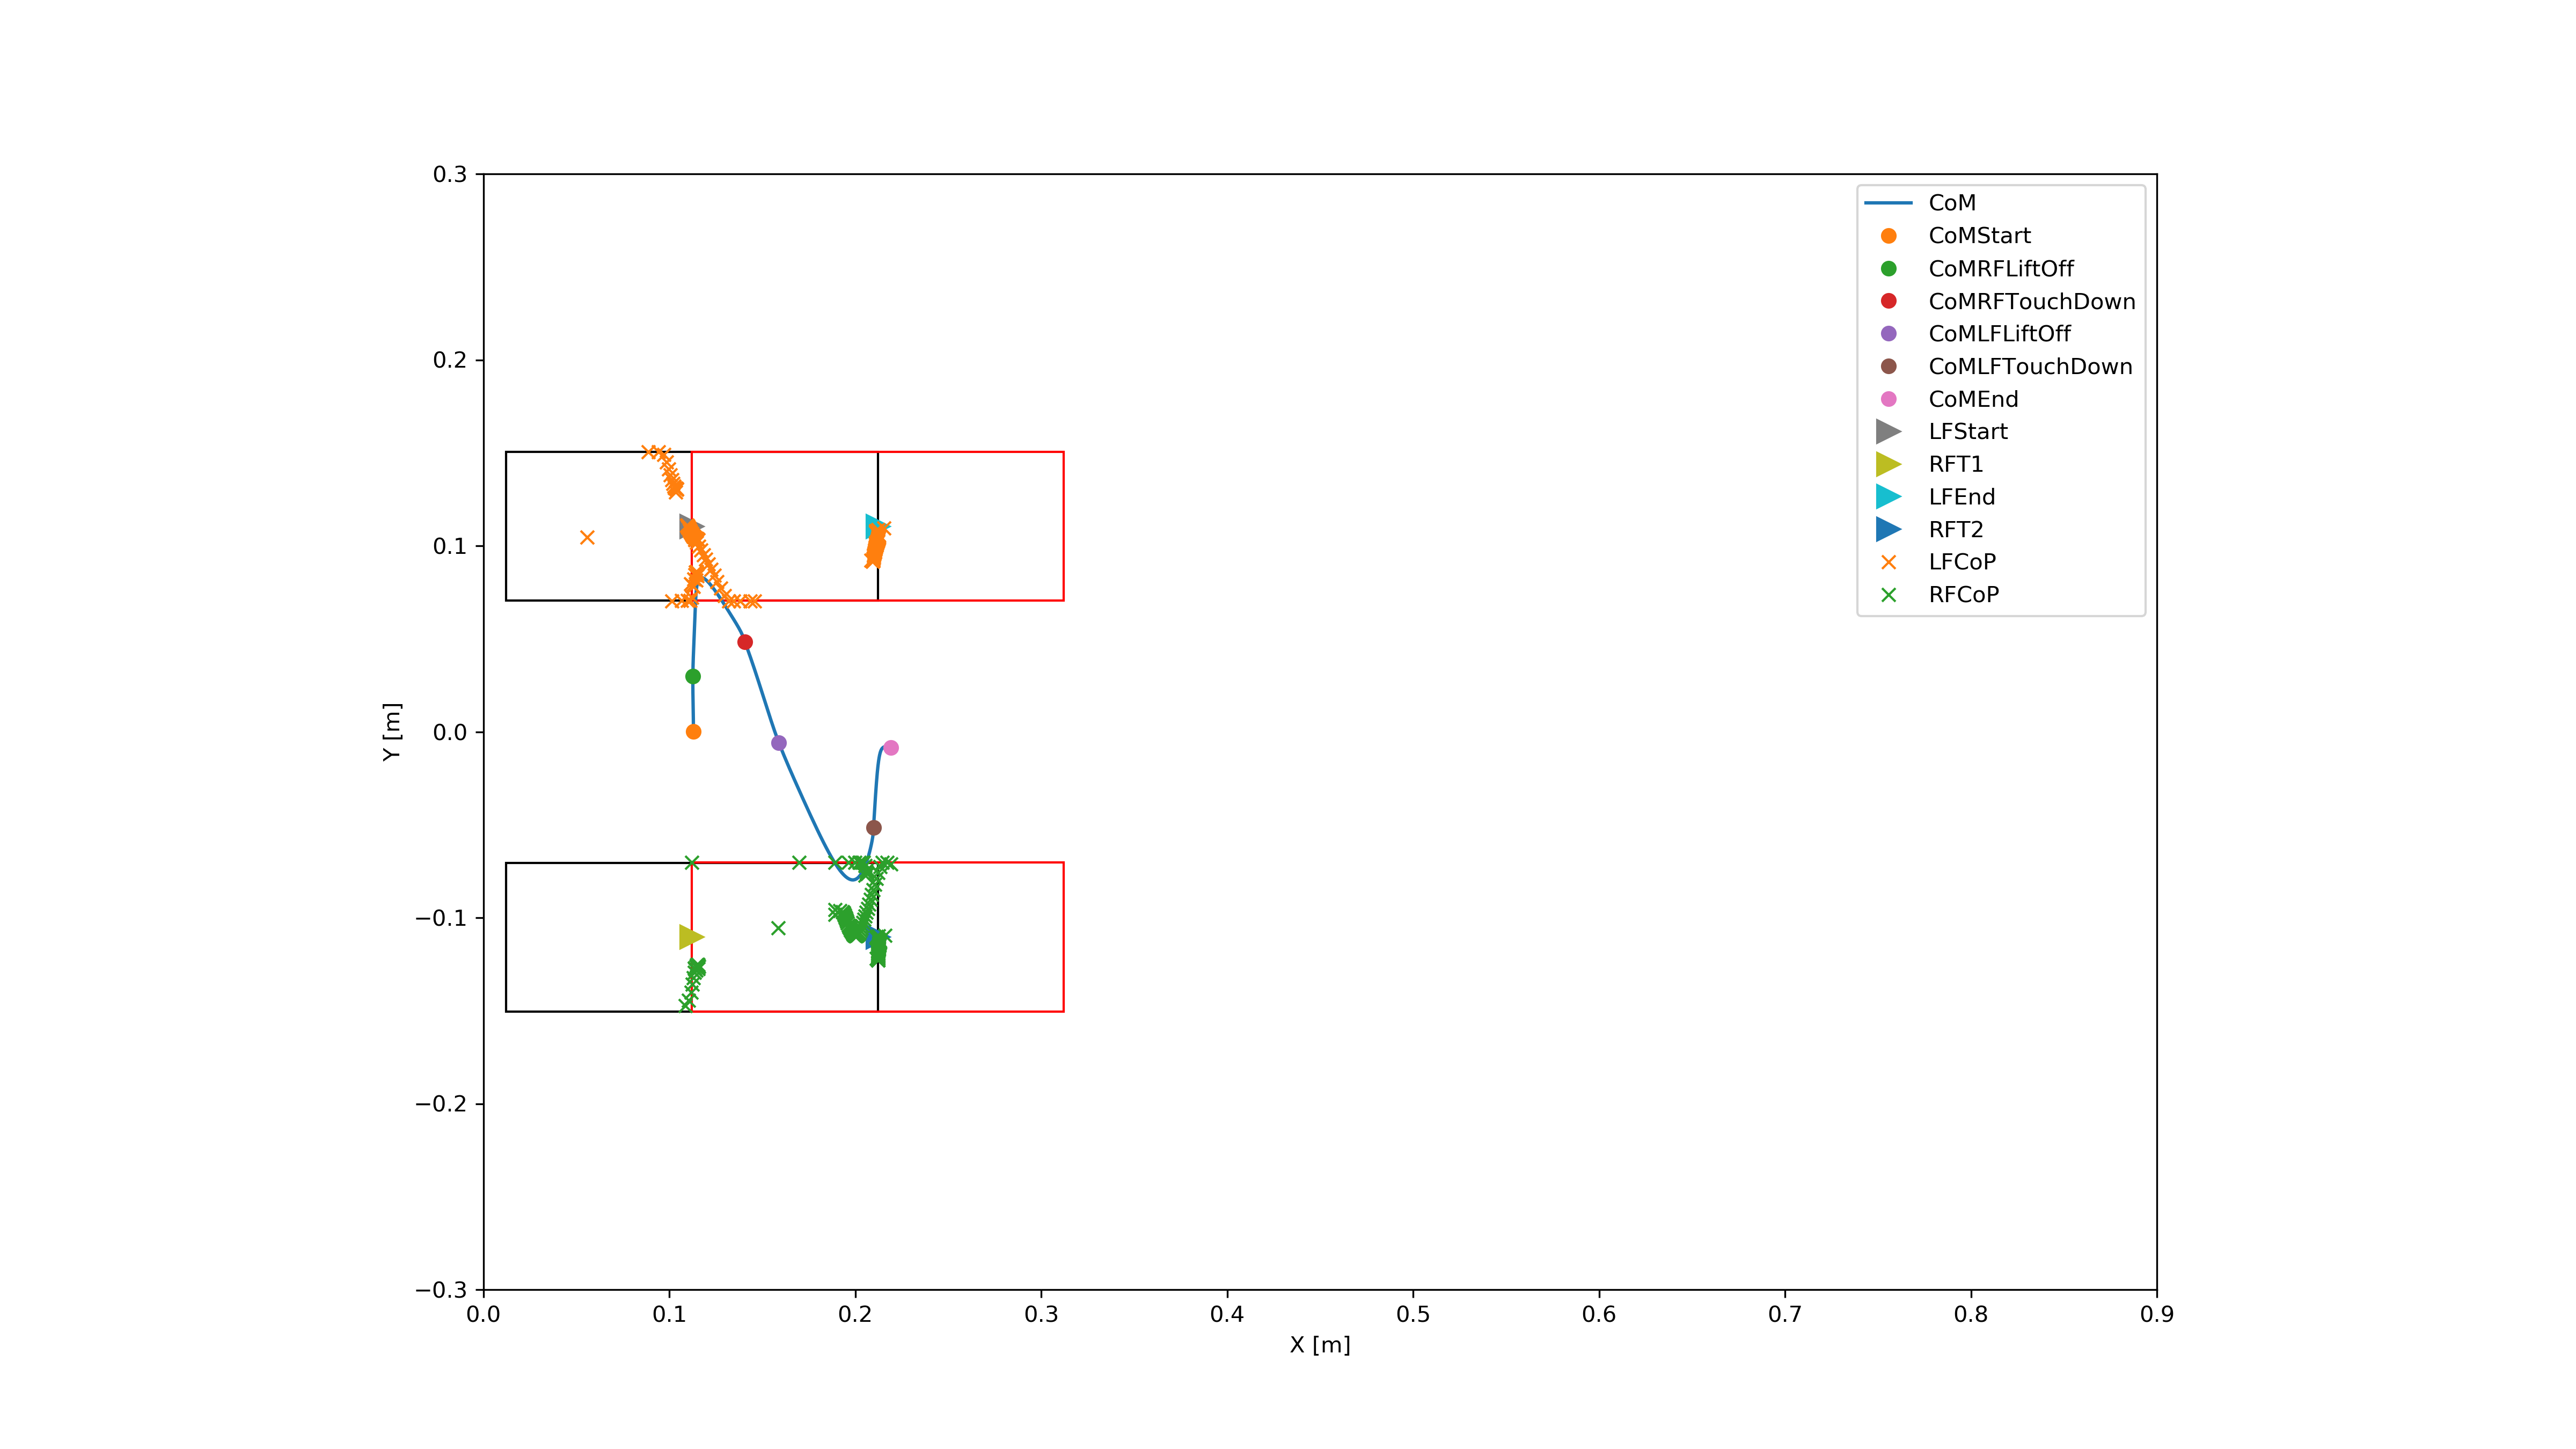 0.3
0.2
0.1
0.0
−0.1
−0.2
−0.3
Y [m]
0.0 0.1 0.2 0.3 0.4 0.5 0.6 0.7 0.8 0.9
X [m]
CoM
CoMStart
CoMRFLiftOff
CoMRFTouchDown
CoMLFLiftOff
CoMLFTouchDown
CoMEnd
LFStart
RFT1
LFEnd
RFT2
LFCoP
RFCoP